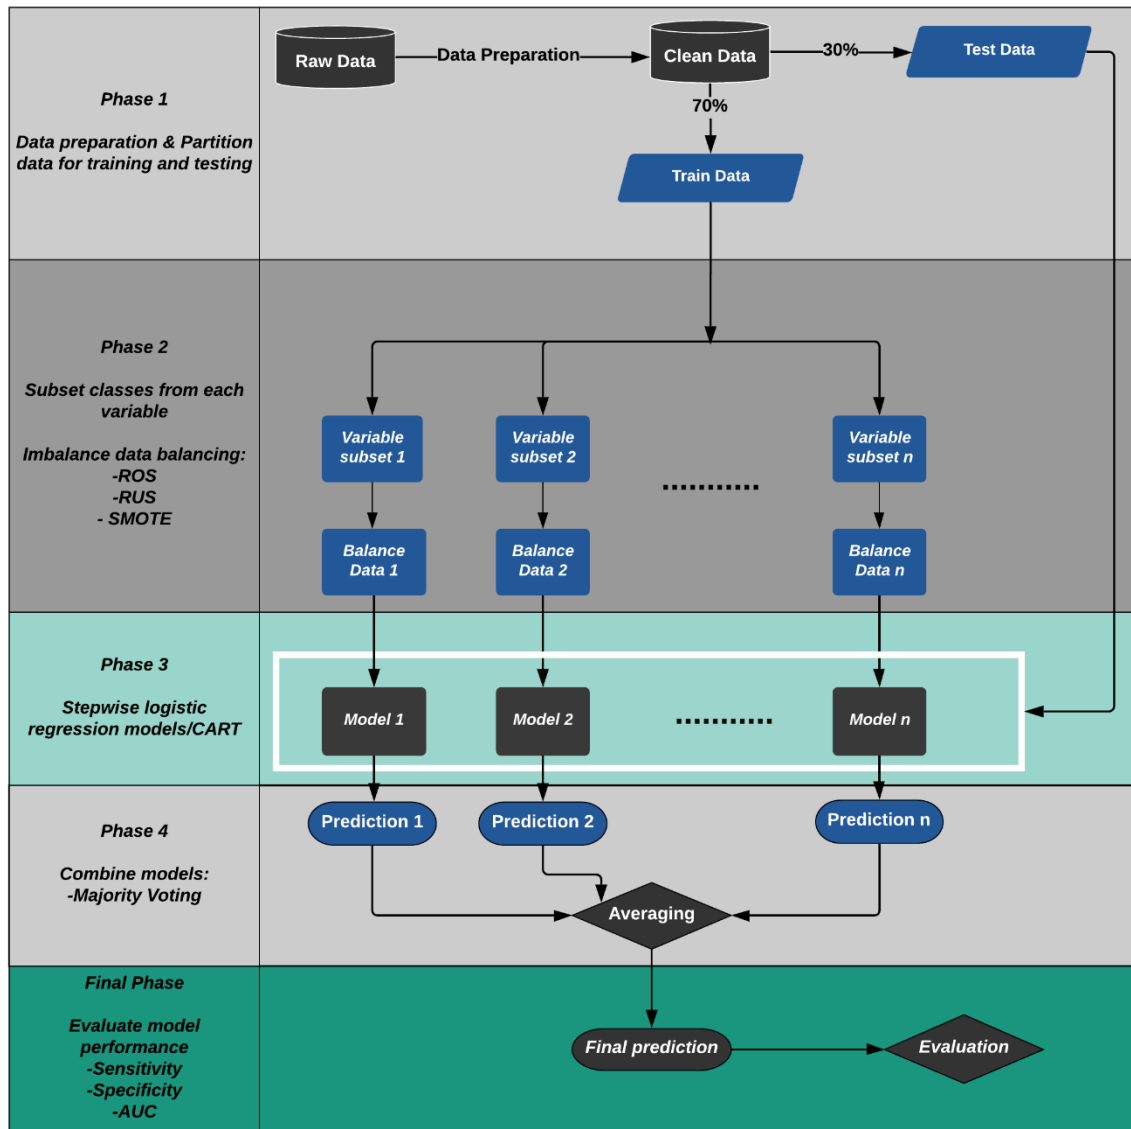 Phase 1
Data preparation & Partition
data for training and testing
Raw Data
Data Preparation
Clean Data
30%
Test Data
70%
Train Data
Phase 2
Subset classes from each
variable
Imbalance data balancing:
-ROS
-RUS
- SMOTE
Variable
subset 1
Variable
subset 2
...........
Variable
subset n
Balance
Data 1
Balance
Data 2
Balance
Data n
Phase 3
Stepwise logistic
regression models/CART
Model 1
Model 2
...........
Model n
Phase 4
Combine models:
-Majority Voting
Prediction 1
Prediction 2
Prediction n
Averaging
Final Phase
Evaluate model
performance
-Sensitivity
-Specificity
-AUC
Final prediction
Evaluation